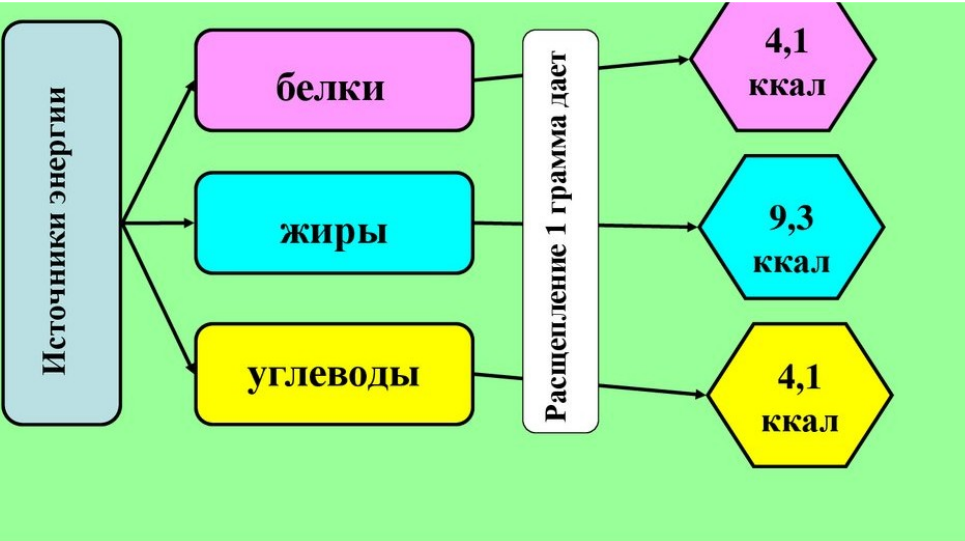 Источники энергии
белки
жиры
углеводы
Расщепление 1 грамма дает
4,1
ккал
9,3
ккал
4,1
ккал